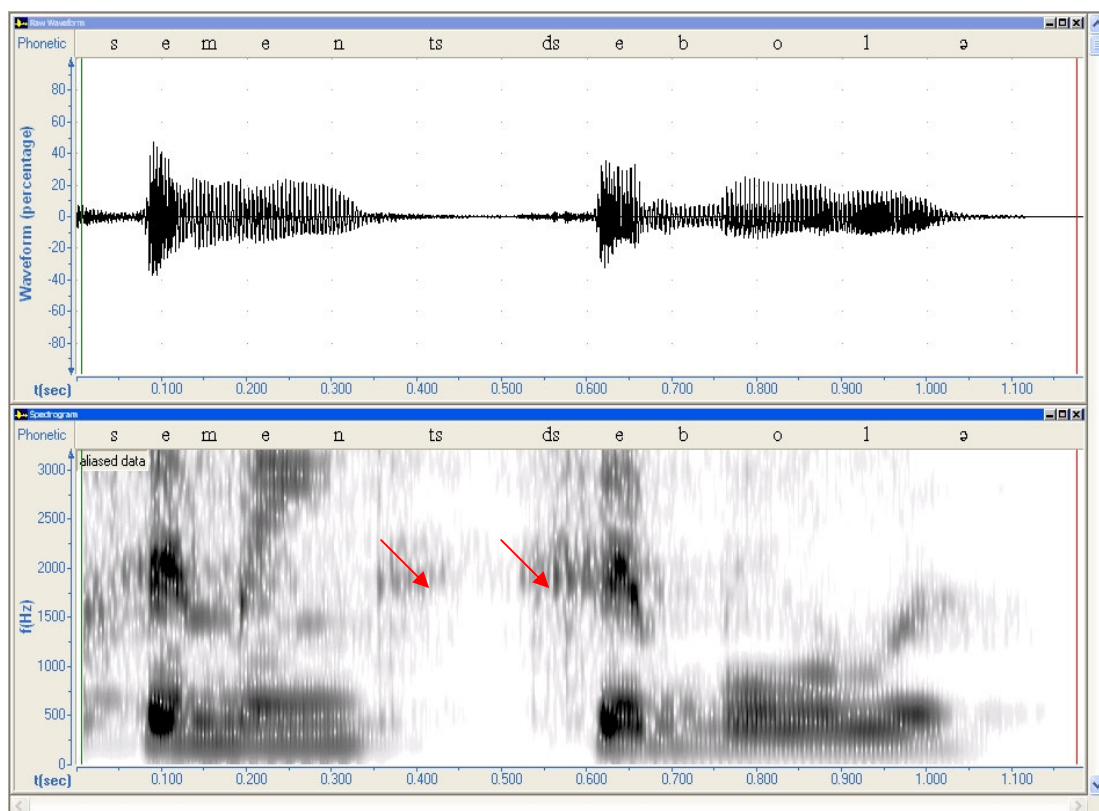 Raw Waveform
Phonetic s e m e n ts ds e b o l ə
Waveform (percentage)
80
60
40
20
0
-20
-40
-60
-80
t(sec) 0.100 0.200 0.300 0.400 0.500 0.600 0.700 0.800 0.900 1.000 1.100
Spectrogram
Phonetic s e m e n ts ds e b o l ə
aliased data
f(Hz)
3000
2500
2000
1500
1000
500
0
t(sec) 0.100 0.200 0.300 0.400 0.500 0.600 0.700 0.800 0.900 1.000 1.100